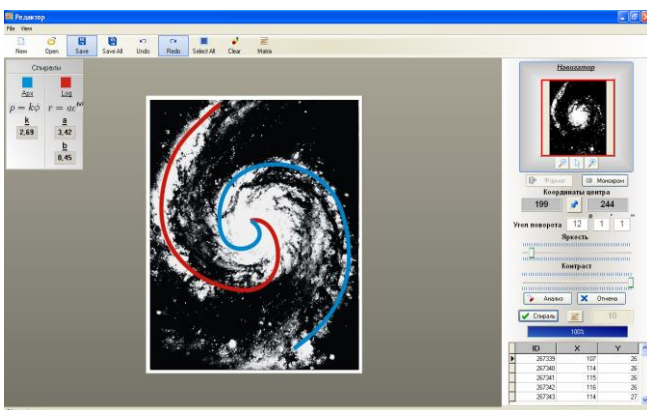 Редактор
File View
New Open Save Save All Undo Redo Select All Clear Matrix
Спирали
Арх Log
ρ = kϕ r = ae^bϕ
k a
2,69 3,42
b
0,45
Навигатор
Формат Монохром
Координаты центра
199 244
Угол поворота 12 1 1
Яркость
Контраст
Анализ Отмена
Спираль 10
100%
ID X Y
267339 107 26
267340 114 26
267341 115 26
267342 116 26
267343 114 27